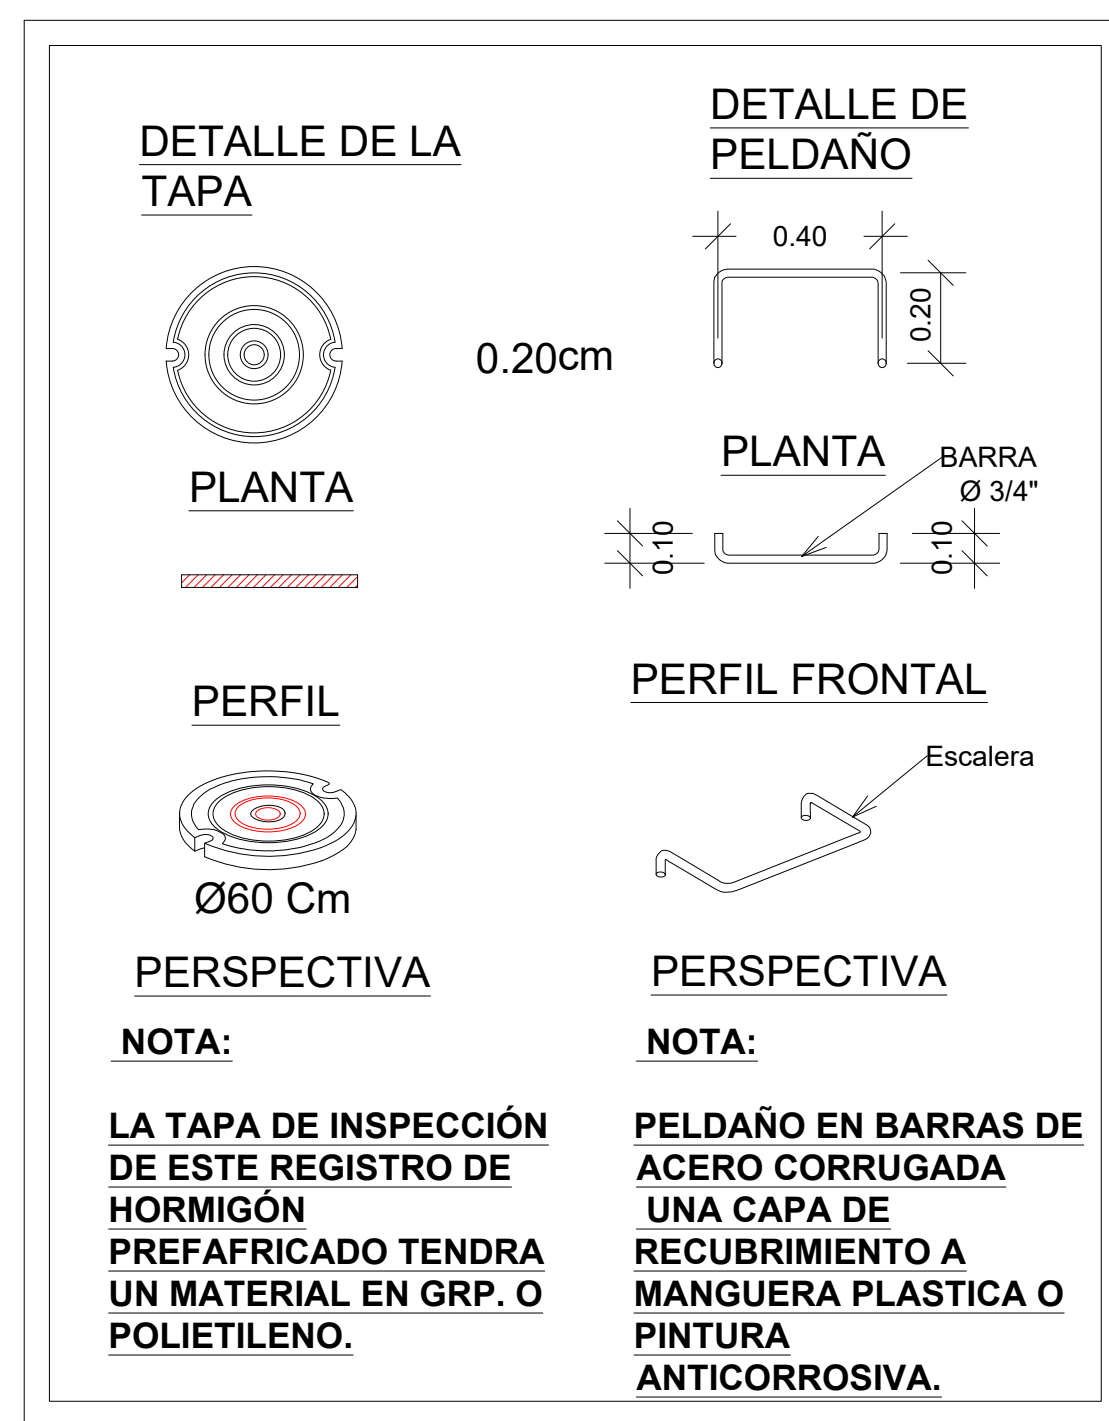 DETALLE DE LA
TAPA
0.20cm
PLANTA
PERFIL
Ø60 Cm
PERSPECTIVA
NOTA:
LA TAPA DE INSPECCIÓN
DE ESTE REGISTRO DE
HORMIGÓN
PREFAFRICADO TENDRA
UN MATERIAL EN GRP. O
POLIETILENO.
DETALLE DE
PELDAÑO
0.40
0.20
PLANTA
BARRA
Ø 3/4"
0.10
0.10
PERFIL FRONTAL
Escalera
PERSPECTIVA
NOTA:
PELDAÑO EN BARRAS DE
ACERO CORRUGADA
UNA CAPA DE
RECUBRIMIENTO A
MANGUERA PLASTICA O
PINTURA
ANTICORROSIVA.